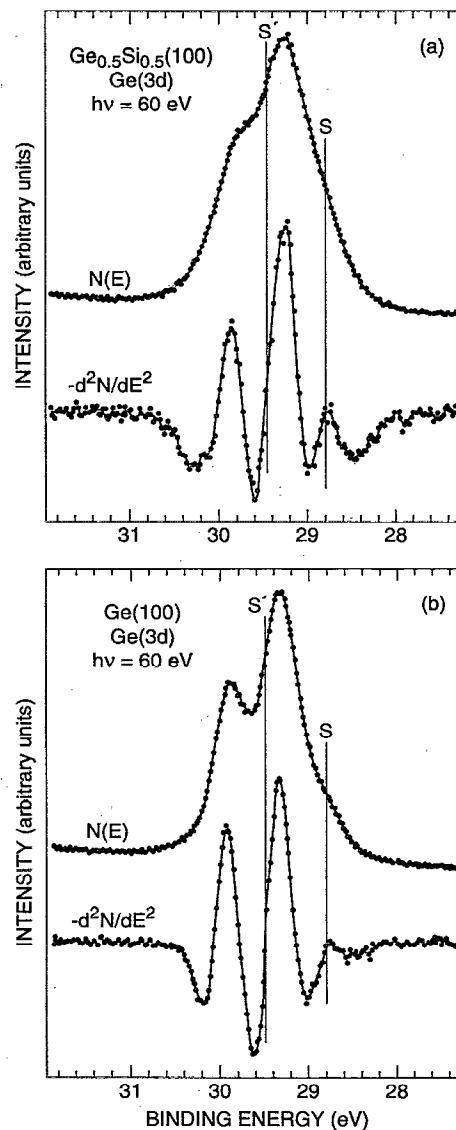 Ge0.5Si0.5(100)
Ge(3d)
hν = 60 eV
S´
(a)
S
N(E)
-d²N/dE²
INTENSITY (arbitrary units)
31 30 29 28
Ge(100)
Ge(3d)
hν = 60 eV
S´
(b)
S
N(E)
-d²N/dE²
INTENSITY (arbitrary units)
31 30 29 28
BINDING ENERGY (eV)